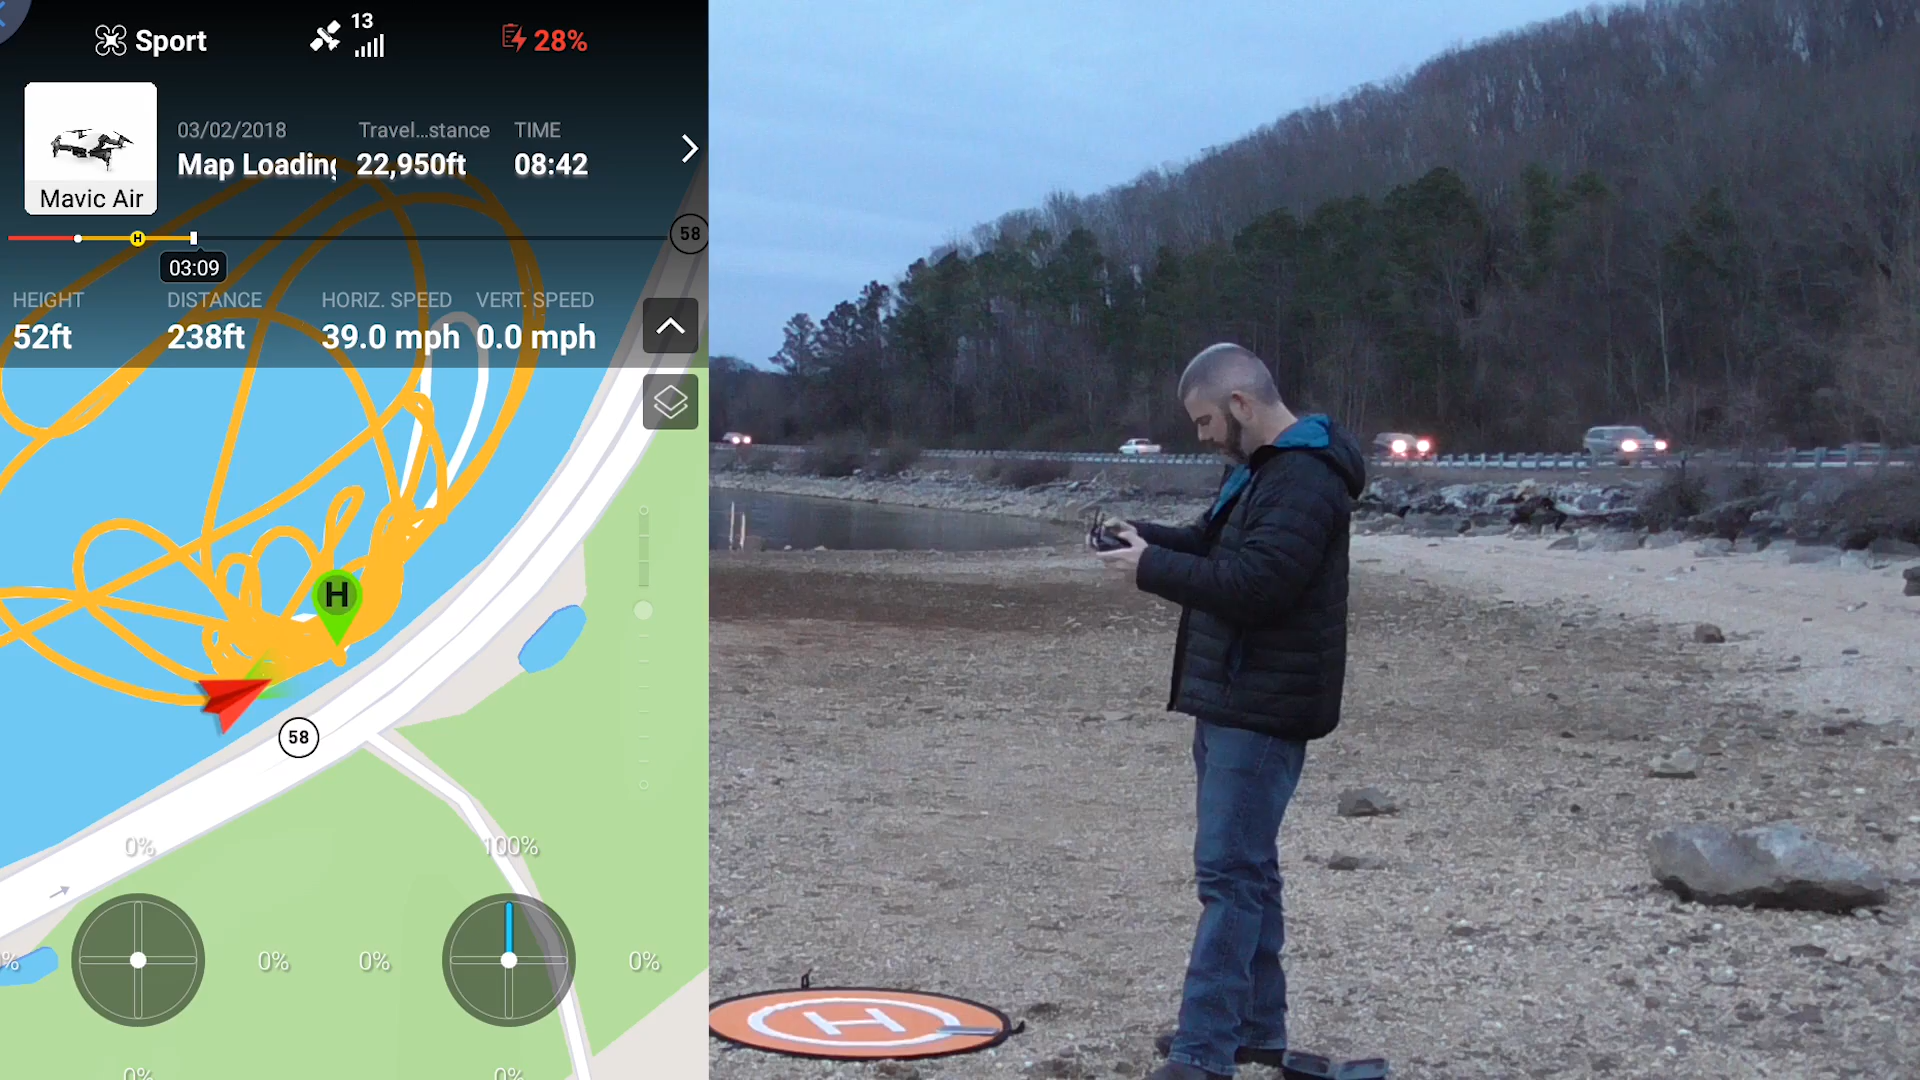 Sport
13
28%
03/02/2018
Travel...stance
TIME
Map Loading
22,950ft
08:42
Mavic Air
H
58
03:09
HEIGHT
DISTANCE
HORIZ. SPEED
VERT. SPEED
52ft
238ft
39.0 mph
0.0 mph
H
58
0%
100%
%
0%
0%
0%
0%
0%
H